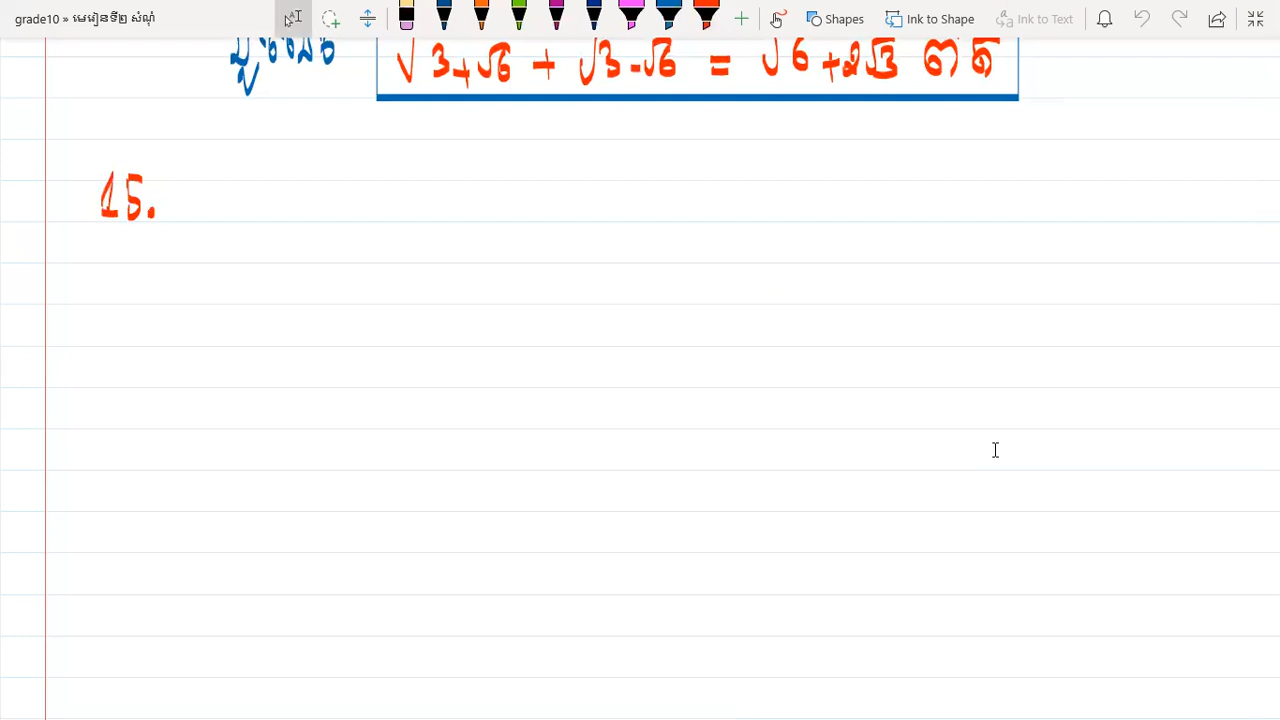 grade10 » មេរៀនទី២ សំណុំ
Shapes
Ink to Shape
Ink to Text
√3+√6 + √3-√6 = √6+2√3 ពិត
15.